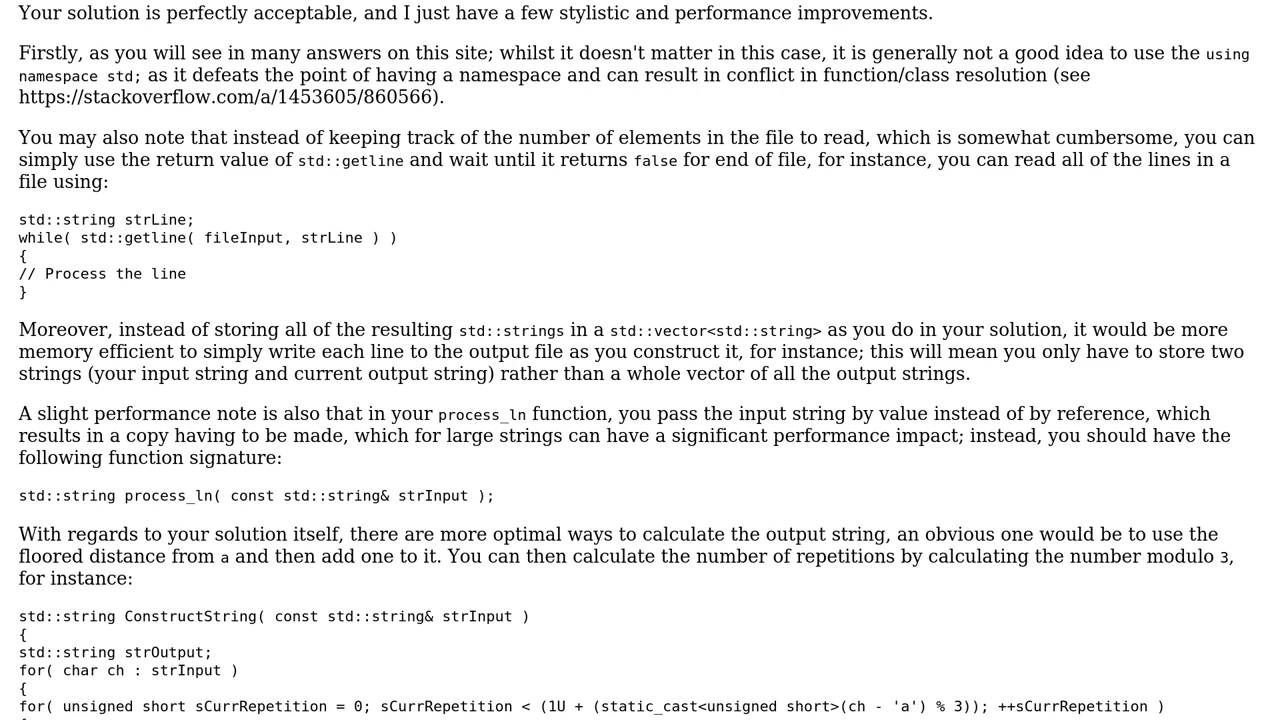 Your solution is perfectly acceptable, and I just have a few stylistic and performance improvements.
Firstly, as you will see in many answers on this site; whilst it doesn't matter in this case, it is generally not a good idea to use the using
namespace std; as it defeats the point of having a namespace and can result in conflict in function/class resolution (see
https://stackoverflow.com/a/1453605/860566).
You may also note that instead of keeping track of the number of elements in the file to read, which is somewhat cumbersome, you can
simply use the return value of std::getline and wait until it returns false for end of file, for instance, you can read all of the lines in a
file using:
std::string strLine;
while( std::getline( fileInput, strLine ) )
{
// Process the line
}
Moreover, instead of storing all of the resulting std::strings in a std::vector<std::string> as you do in your solution, it would be more
memory efficient to simply write each line to the output file as you construct it, for instance; this will mean you only have to store two
strings (your input string and current output string) rather than a whole vector of all the output strings.
A slight performance note is also that in your process_ln function, you pass the input string by value instead of by reference, which
results in a copy having to be made, which for large strings can have a significant performance impact; instead, you should have the
following function signature:
std::string process_ln( const std::string& strInput );
With regards to your solution itself, there are more optimal ways to calculate the output string, an obvious one would be to use the
floored distance from a and then add one to it. You can then calculate the number of repetitions by calculating the number modulo 3,
for instance:
std::string ConstructString( const std::string& strInput )
{
std::string strOutput;
for( char ch : strInput )
{
for( unsigned short sCurrRepetition = 0; sCurrRepetition < (1U + (static_cast<unsigned short>(ch - 'a') % 3)); ++sCurrRepetition )